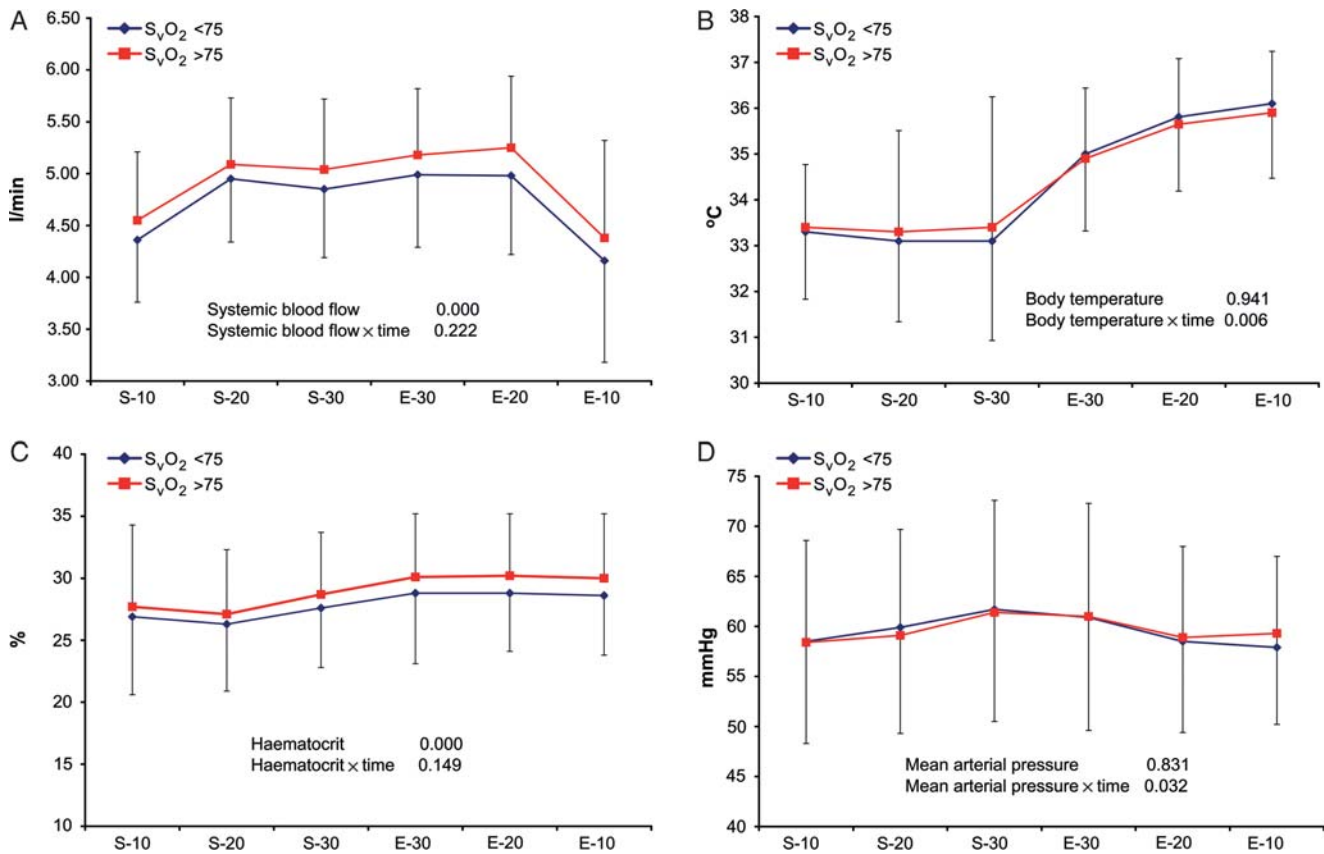 A
SvO2 <75
SvO2 >75
6.50
6.00
5.50
5.00
4.50
4.00
3.50
3.00
l/min
Systemic blood flow 0.000
Systemic blood flow × time 0.222
S-10 S-20 S-30 E-30 E-20 E-10
B
SvO2 <75
SvO2 >75
38
37
36
35
34
33
32
31
30
ºC
Body temperature 0.941
Body temperature × time 0.006
S-10 S-20 S-30 E-30 E-20 E-10
C
SvO2 <75
SvO2 >75
40
35
30
25
20
15
10
%
Haematocrit 0.000
Haematocrit × time 0.149
S-10 S-20 S-30 E-30 E-20 E-10
D
SvO2 <75
SvO2 >75
75
70
65
60
55
50
45
40
mmHg
Mean arterial pressure 0.831
Mean arterial pressure × time 0.032
S-10 S-20 S-30 E-30 E-20 E-10